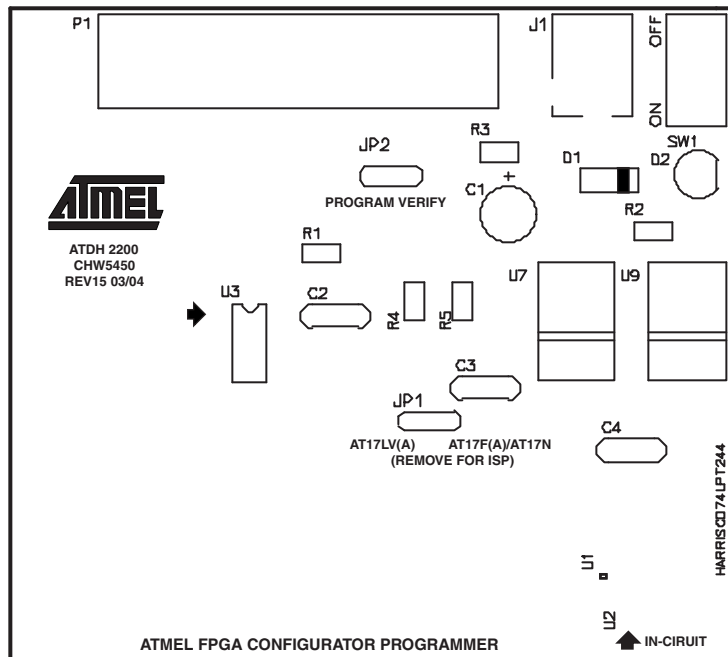 P1
J1
OFF
ON
SW1
R3
JP2
PROGRAM VERIFY
C1
+
D1
D2
R2
ATMEL
ATDH 2200
CHW5450
REV15 03/04
R1
U3
C2
R4
R5
U7
U9
C3
JP1
AT17LV(A) AT17F(A)/AT17N
(REMOVE FOR ISP)
C4
HARRISCD74LPT244
U1
U2
IN-CIRUIT
ATMEL FPGA CONFIGURATOR PROGRAMMER